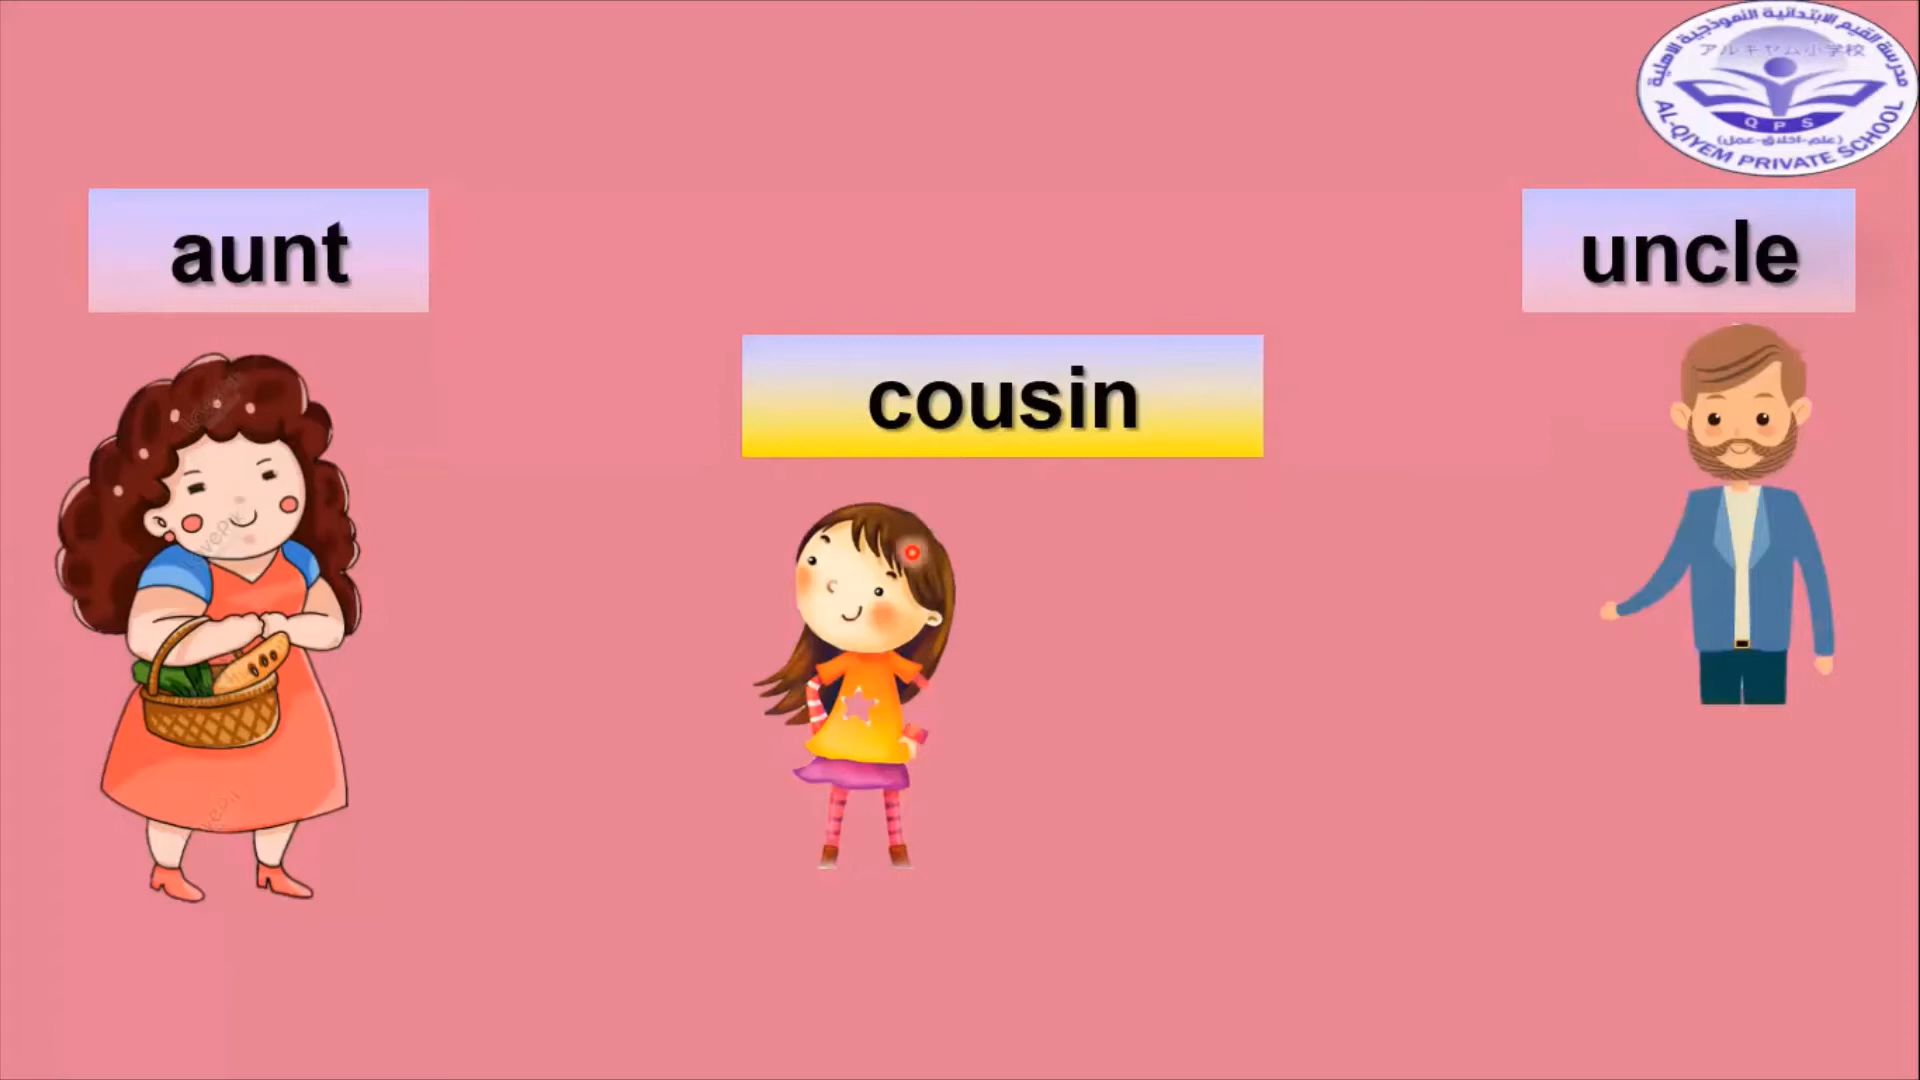 مدرسة القيم الابتدائية النموذجية الاهلية
アルキヤム小学校
Q P S
(علم-اخلاق-عمل)
AL-QIYEM PRIVATE SCHOOL
aunt
uncle
cousin